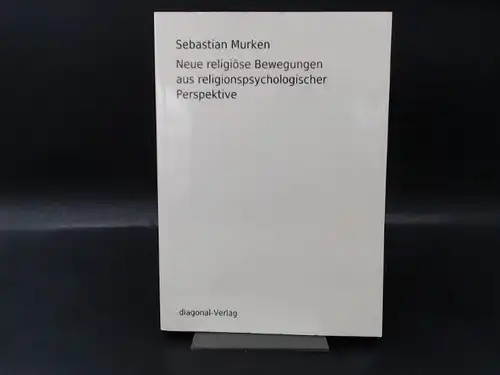 Sebastian Murken
Neue religiöse Bewegungen
aus religionspsychologischer
Perspektive
diagonal-Verlag